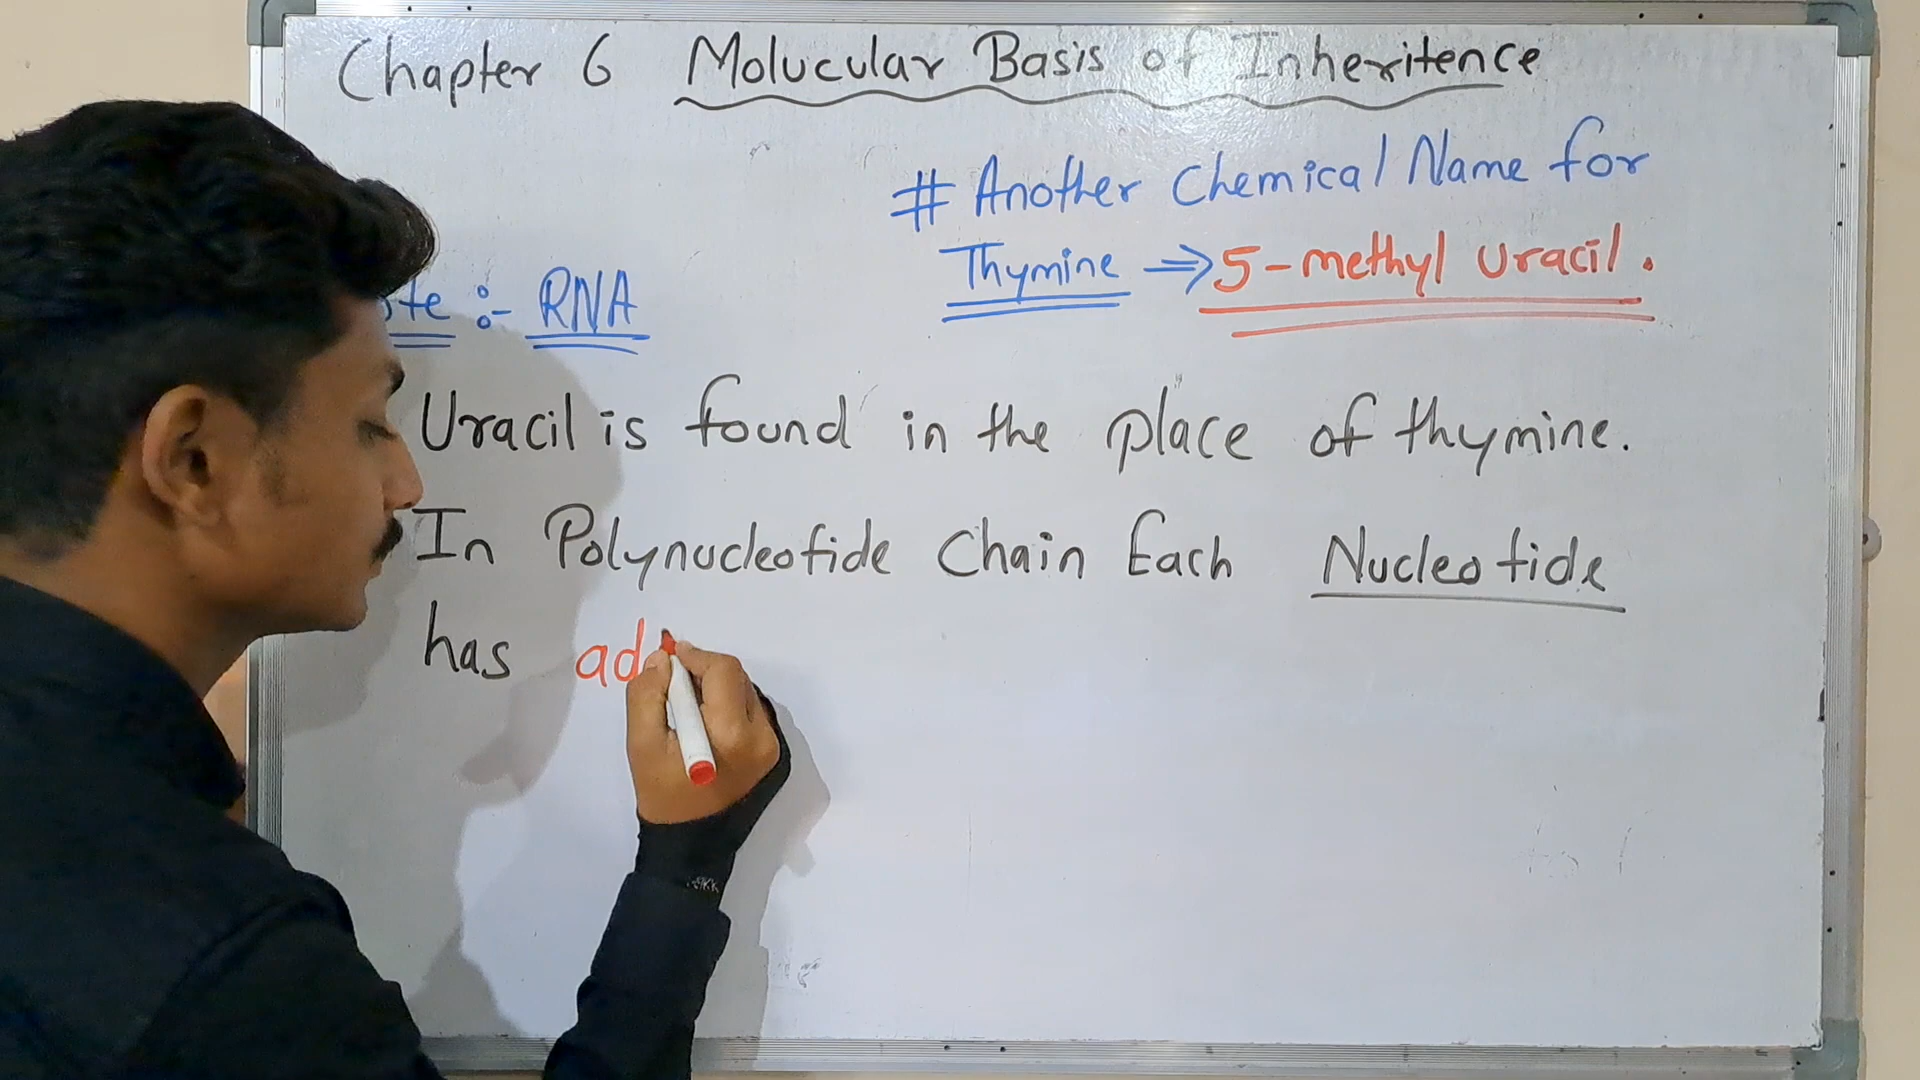 Chapter 6 Molucular Basis of Inheritence
# Another Chemical Name for
Thymine ⇒ 5-methyl Uracil.
:- RNA
Uracil is found in the place of thymine.
In Polynucleotide Chain Each Nucleotide
has